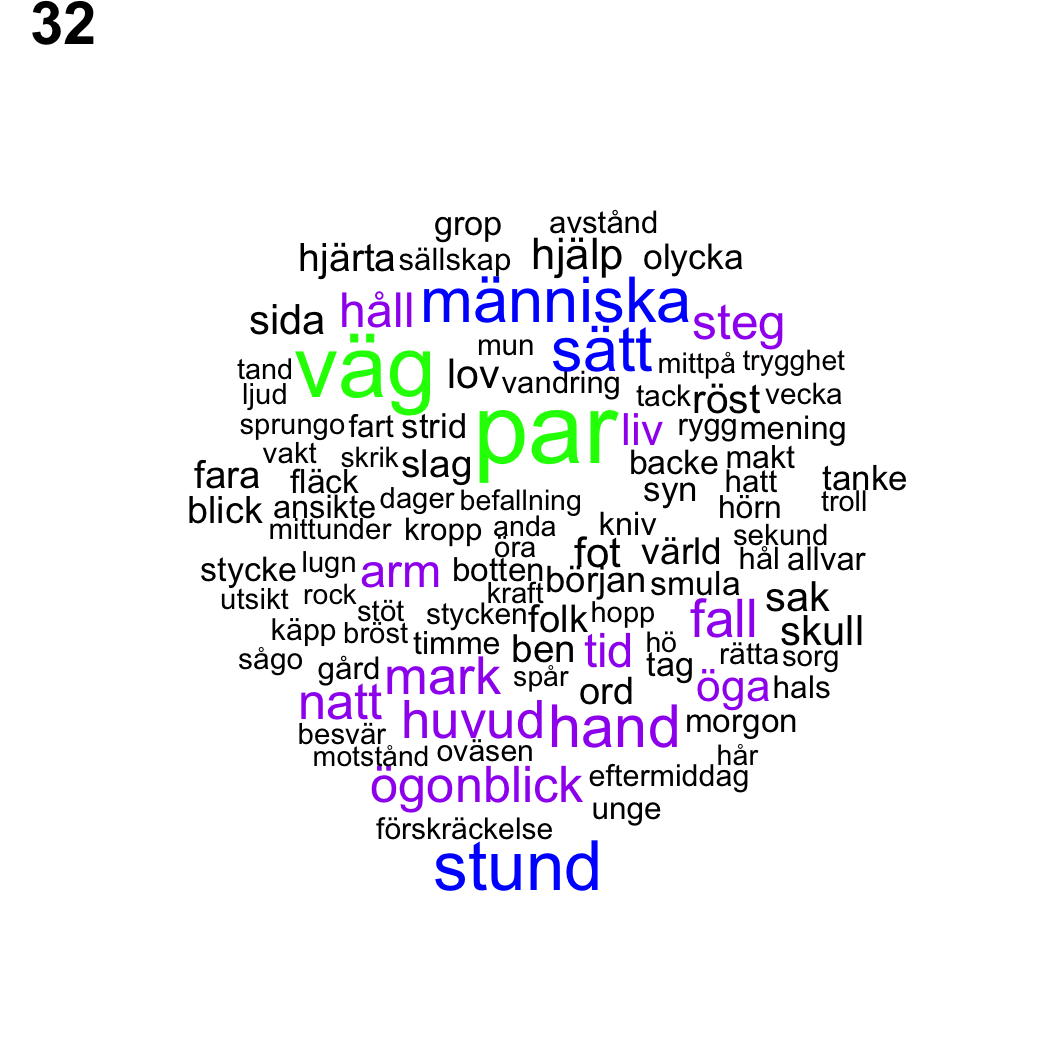 32
grop avstånd
hjärta sällskap hjälp olycka
sida håll människa steg
mun sätt mittpå trygghet
tand väg lov vandring
ljud par tack röst vecka
sprungo fart strid liv rygg mening
vakt skrik slag backe makt
fara fläck syn hatt tanke
blick ansikte dager befallning hörn troll
mittunder kropp anda kniv sekund
öra fot värld hål allvar
stycke lugn arm botten början smula
utsikt rock kraft sak
stöt stycken folk hopp fall skull
käpp bröst timme ben tid hö rätta sorg
sågo gård mark spår tag
natt ord öga hals
besvär huvud hand morgon
motstånd oväsen hår
ögonblick eftermiddag
unge
förskräckelse
stund